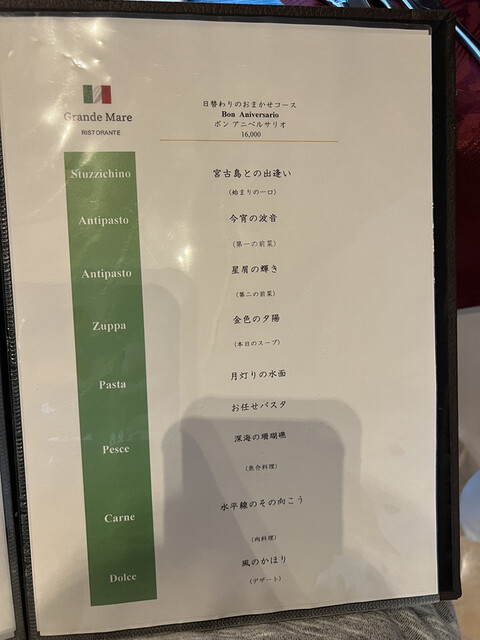 Grande Mare
RISTORANTE
日替わりのおまかせコース
Bon Aniversario
ボン アニベルサリオ
16,000
Stuzzichino
宮古島との出逢い
(始まりの一口)
Antipasto
今宵の波音
(第一の前菜)
Antipasto
星屑の輝き
(第二の前菜)
Zuppa
金色の夕陽
(本日のスープ)
Pasta
月灯りの水面
お任せパスタ
Pesce
深海の珊瑚礁
(魚介料理)
Carne
水平線のその向こう
(肉料理)
Dolce
風のかほり
(デザート)